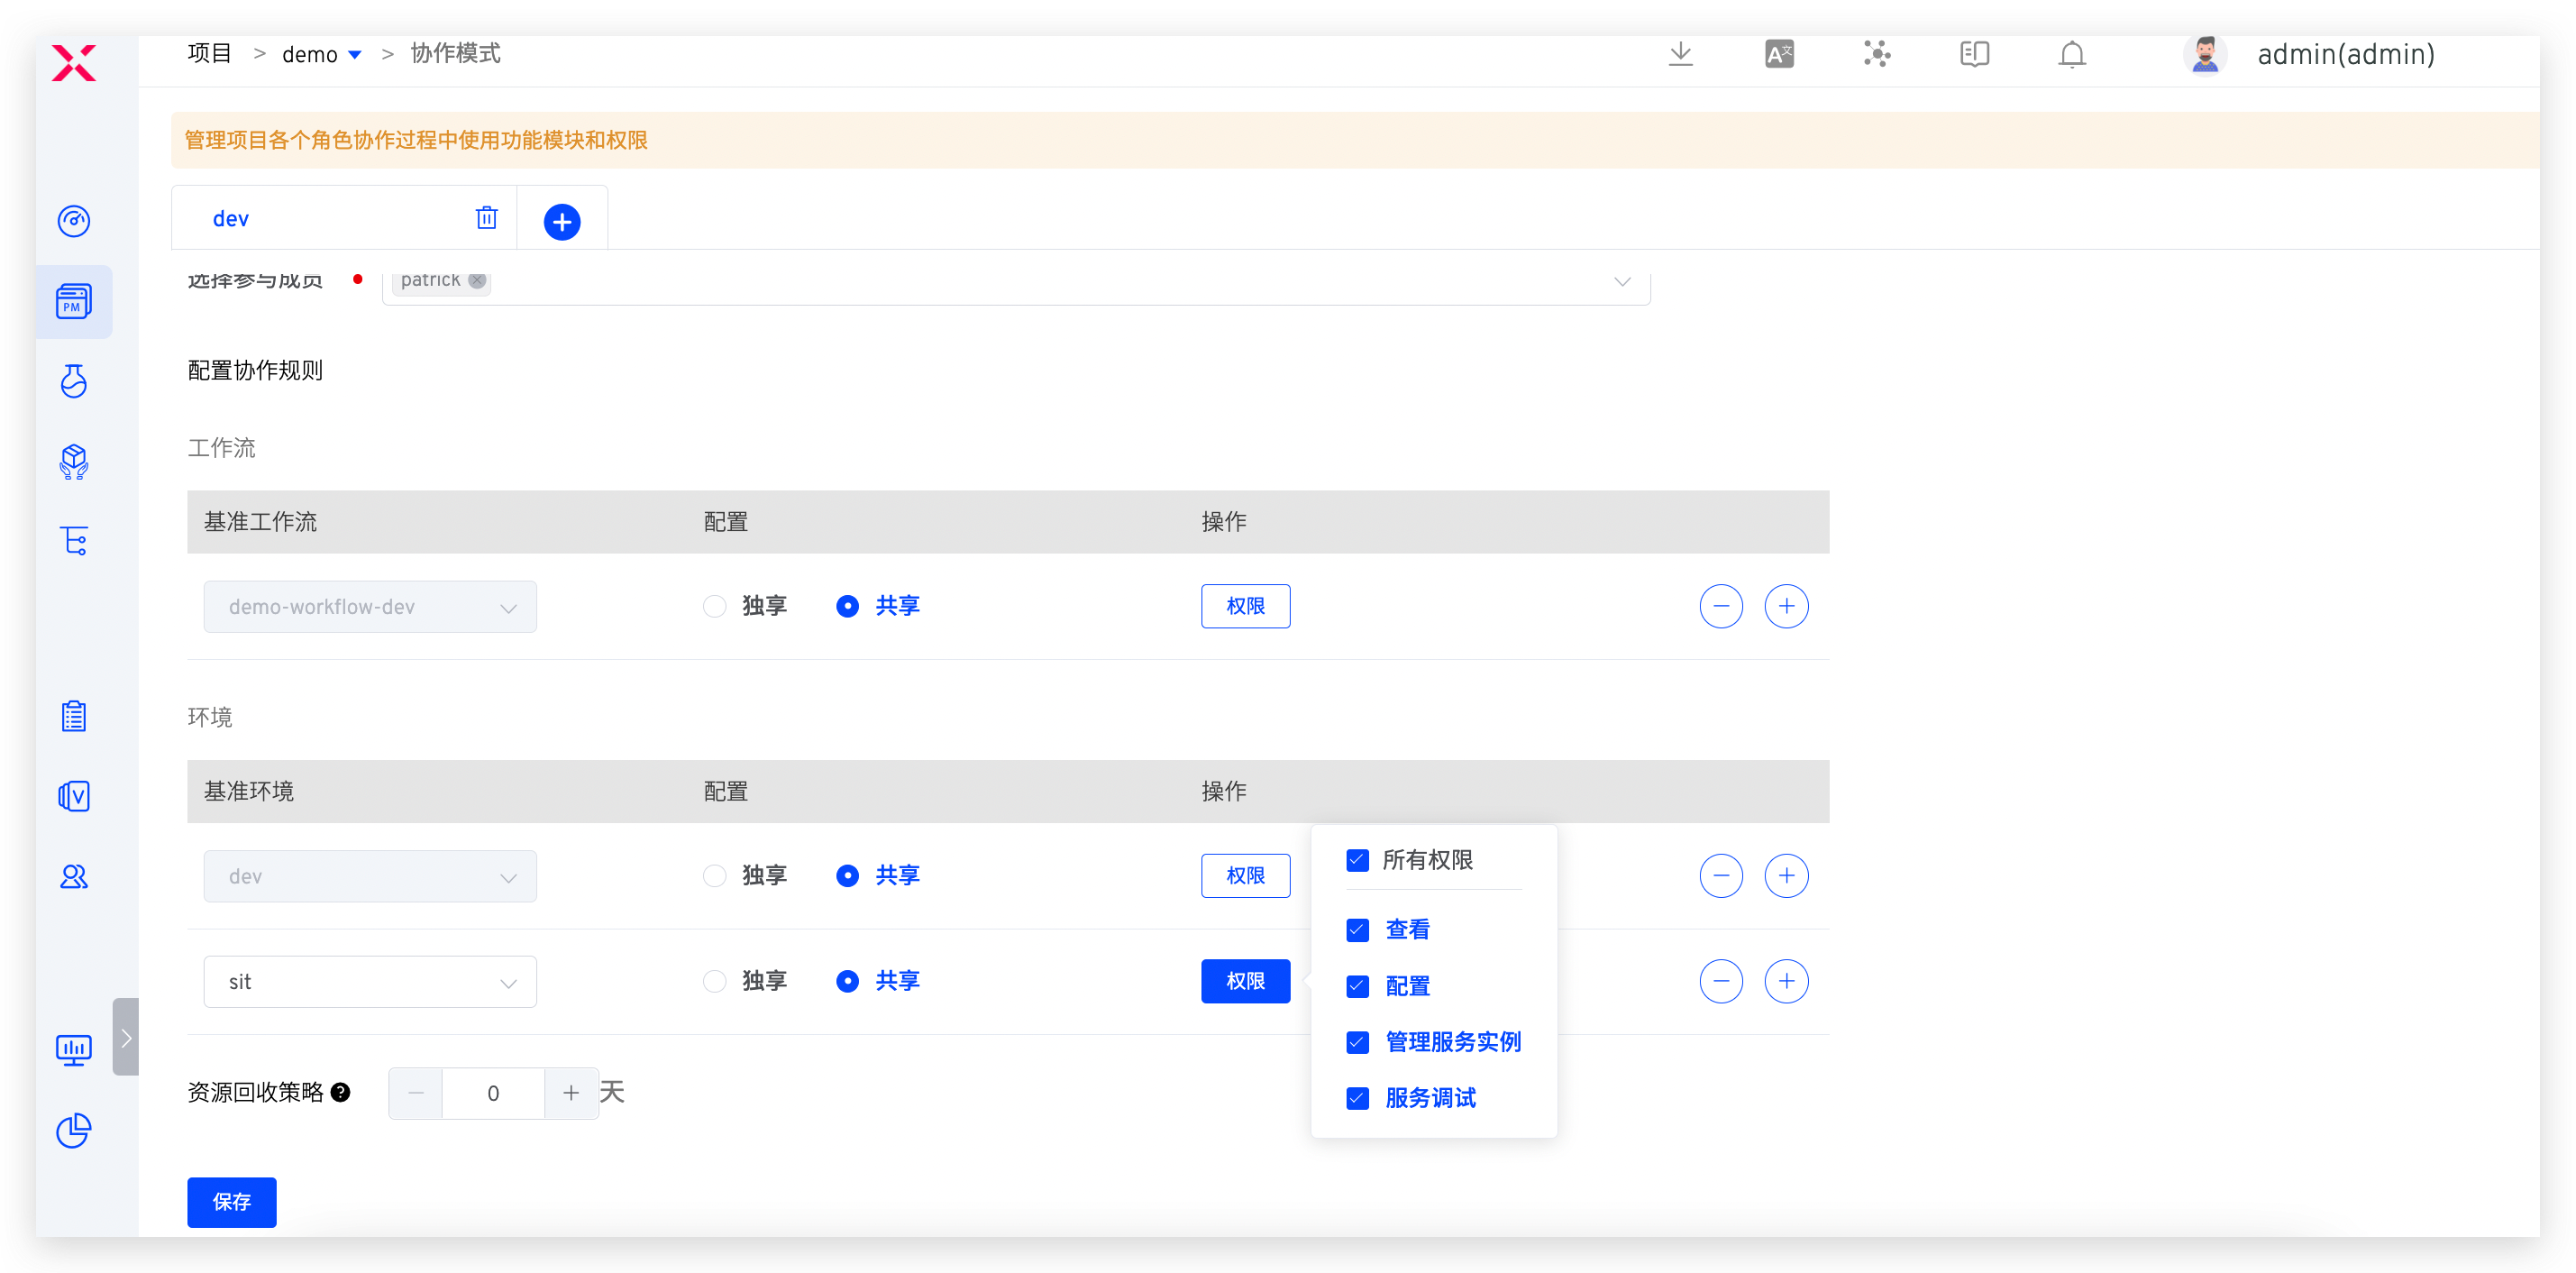 项目 > demo > 协作模式
A文
admin(admin)
管理项目各个角色协作过程中使用功能模块和权限
dev
选择参与成员 patrick
PM
配置协作规则
工作流
基准工作流 配置 操作
demo-workflow-dev 独享 共享 权限
环境
基准环境 配置 操作
dev 独享 共享 权限
sit 独享 共享 权限
所有权限
查看
配置
管理服务实例
服务调试
V
资源回收策略 ? 0 天
保存